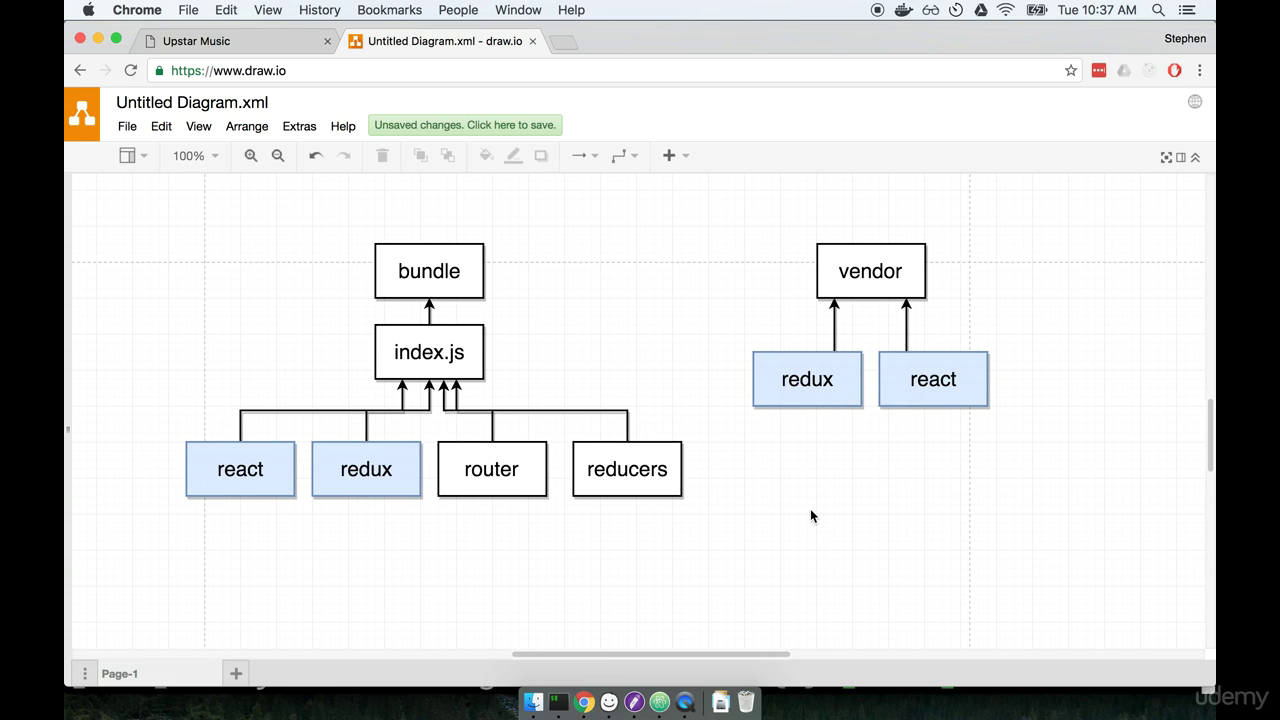 Chrome File Edit View History Bookmarks People Window Help Tue 10:37 AM
Upstar Music Untitled Diagram.xml - draw.io Stephen
https://www.draw.io
Untitled Diagram.xml
File Edit View Arrange Extras Help Unsaved changes. Click here to save.
100%
bundle vendor
index.js
redux react
react redux router reducers
Page-1
udemy